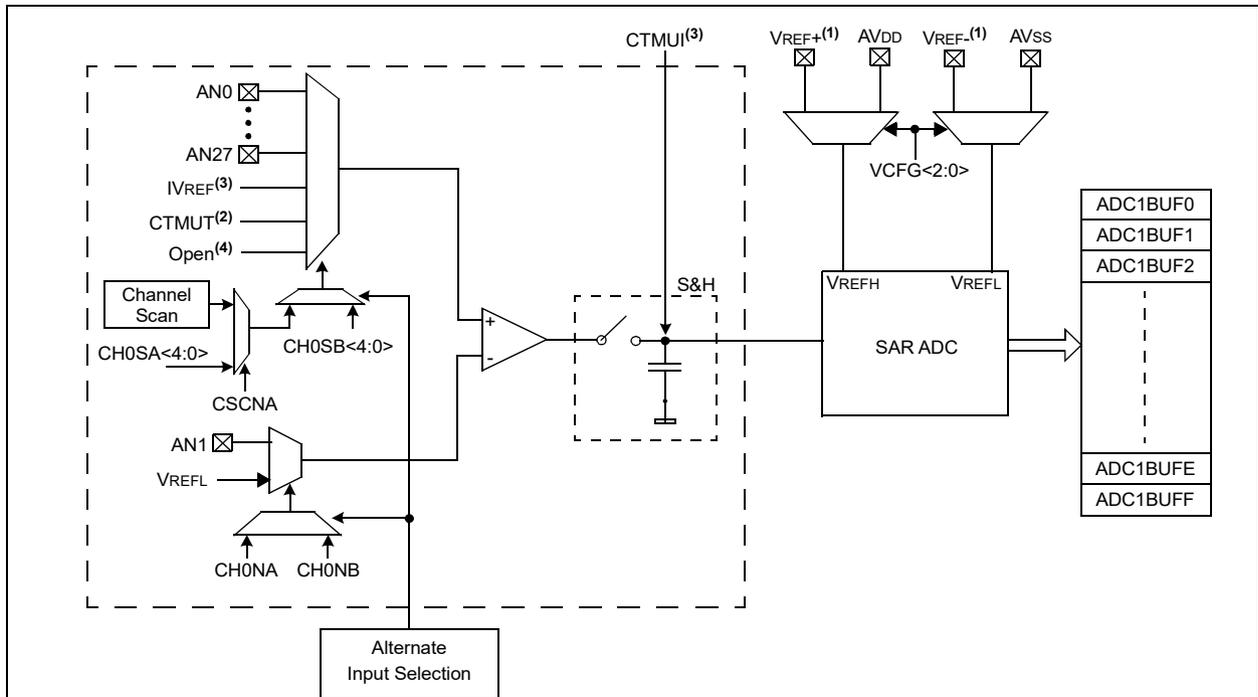 VREF+(1) AVDD VREF-(1) AVSS
CTMUI(3)
AN0
AN27
IVREF(3)
CTMUT(2)
Open(4)
VCFG<2:0>
Channel
Scan
CH0SA<4:0>
CH0SB<4:0>
CSCNA
S&H
VREFH VREFL
SAR ADC
ADC1BUF0
ADC1BUF1
ADC1BUF2
ADC1BUFE
ADC1BUFF
+
-
AN1
VREFL
CH0NA CH0NB
Alternate
Input Selection